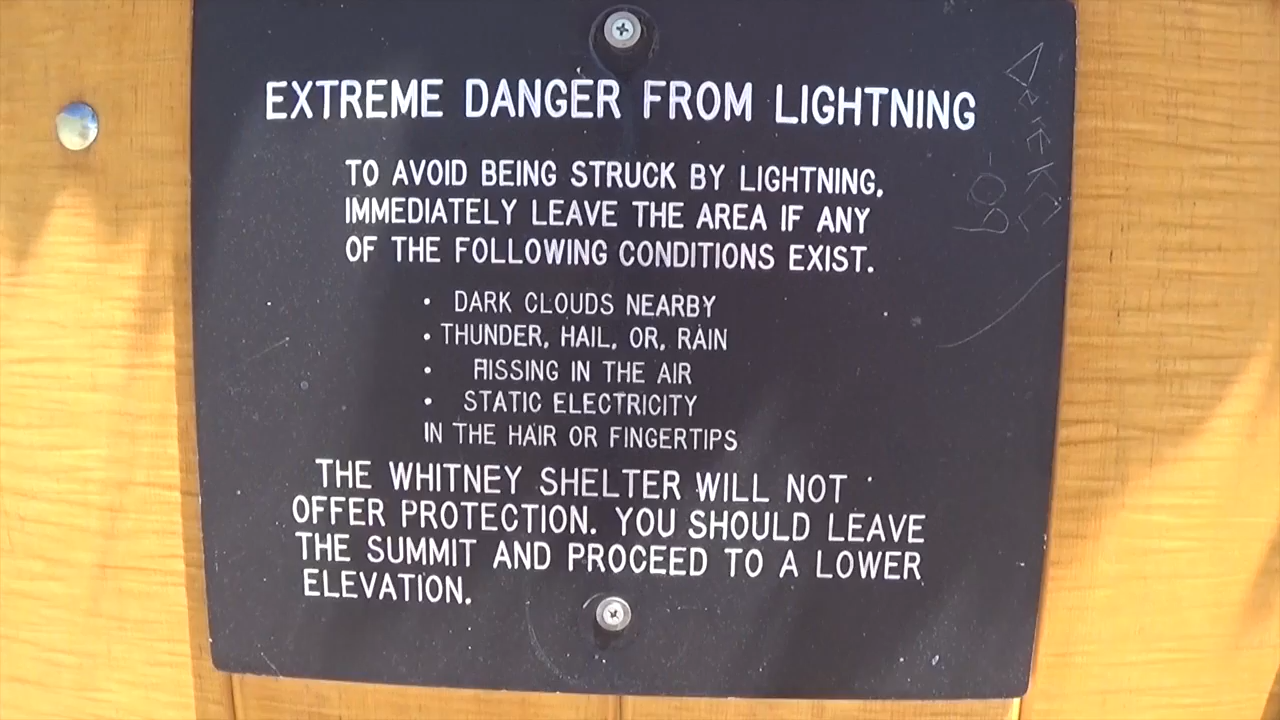 EXTREME DANGER FROM LIGHTNING
TO AVOID BEING STRUCK BY LIGHTNING,
IMMEDIATELY LEAVE THE AREA IF ANY
OF THE FOLLOWING CONDITIONS EXIST.
• DARK CLOUDS NEARBY
• THUNDER, HAIL, OR, RAIN
• HISSING IN THE AIR
• STATIC ELECTRICITY
IN THE HAIR OR FINGERTIPS
THE WHITNEY SHELTER WILL NOT
OFFER PROTECTION. YOU SHOULD LEAVE
THE SUMMIT AND PROCEED TO A LOWER
ELEVATION.